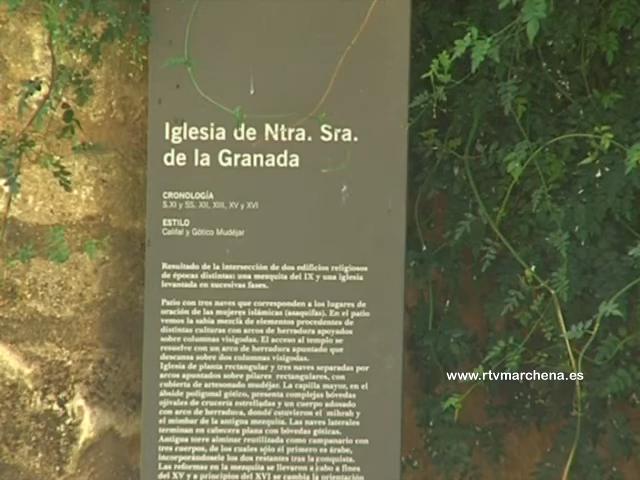 Iglesia de Ntra. Sra.
de la Granada
CRONOLOGÍA
S.XI y SS. XII, XIII, XV y XVI
ESTILO
Califal y Gótico Mudéjar
Resultado de la intersección de dos edificios religiosos
de épocas distintas: una mezquita del IX y una iglesia
levantada en sucesivas fases.
Patio con tres naves que corresponden a los lugares de
oración de las mujeres islámicas (asaquifas). En el patio
vemos la sabia mezcla de elementos procedentes de
distintas culturas con arcos de herradura apoyados
sobre columnas visigodas. El acceso al templo se
resuelve con un arco de herradura apuntado que
descansa sobre dos columnas visigodas.
Iglesia de planta rectangular y tres naves separadas por
arcos apuntados sobre pilares rectangulares, con
cubierta de artesonado mudéjar. La capilla mayor, en el
ábside poligonal gótico, presenta complejas bóvedas
ojivales de crucería estrelladas y un cuerpo adosado
con arco de herradura, donde estuvieron el mihrab y
el mimbar de la antigua mezquita. Las naves laterales
terminan en cabecera plana con bóvedas góticas.
Antigua torre alminar reutilizada como campanario con
tres cuerpos, de los cuales sólo el primero es árabe,
incorporándosele los dos restantes tras la conquista.
Las reformas en la mezquita se llevaron a cabo a fines
del XV y a principios del XVI se cambia la orientación
www.rtvmarchena.es